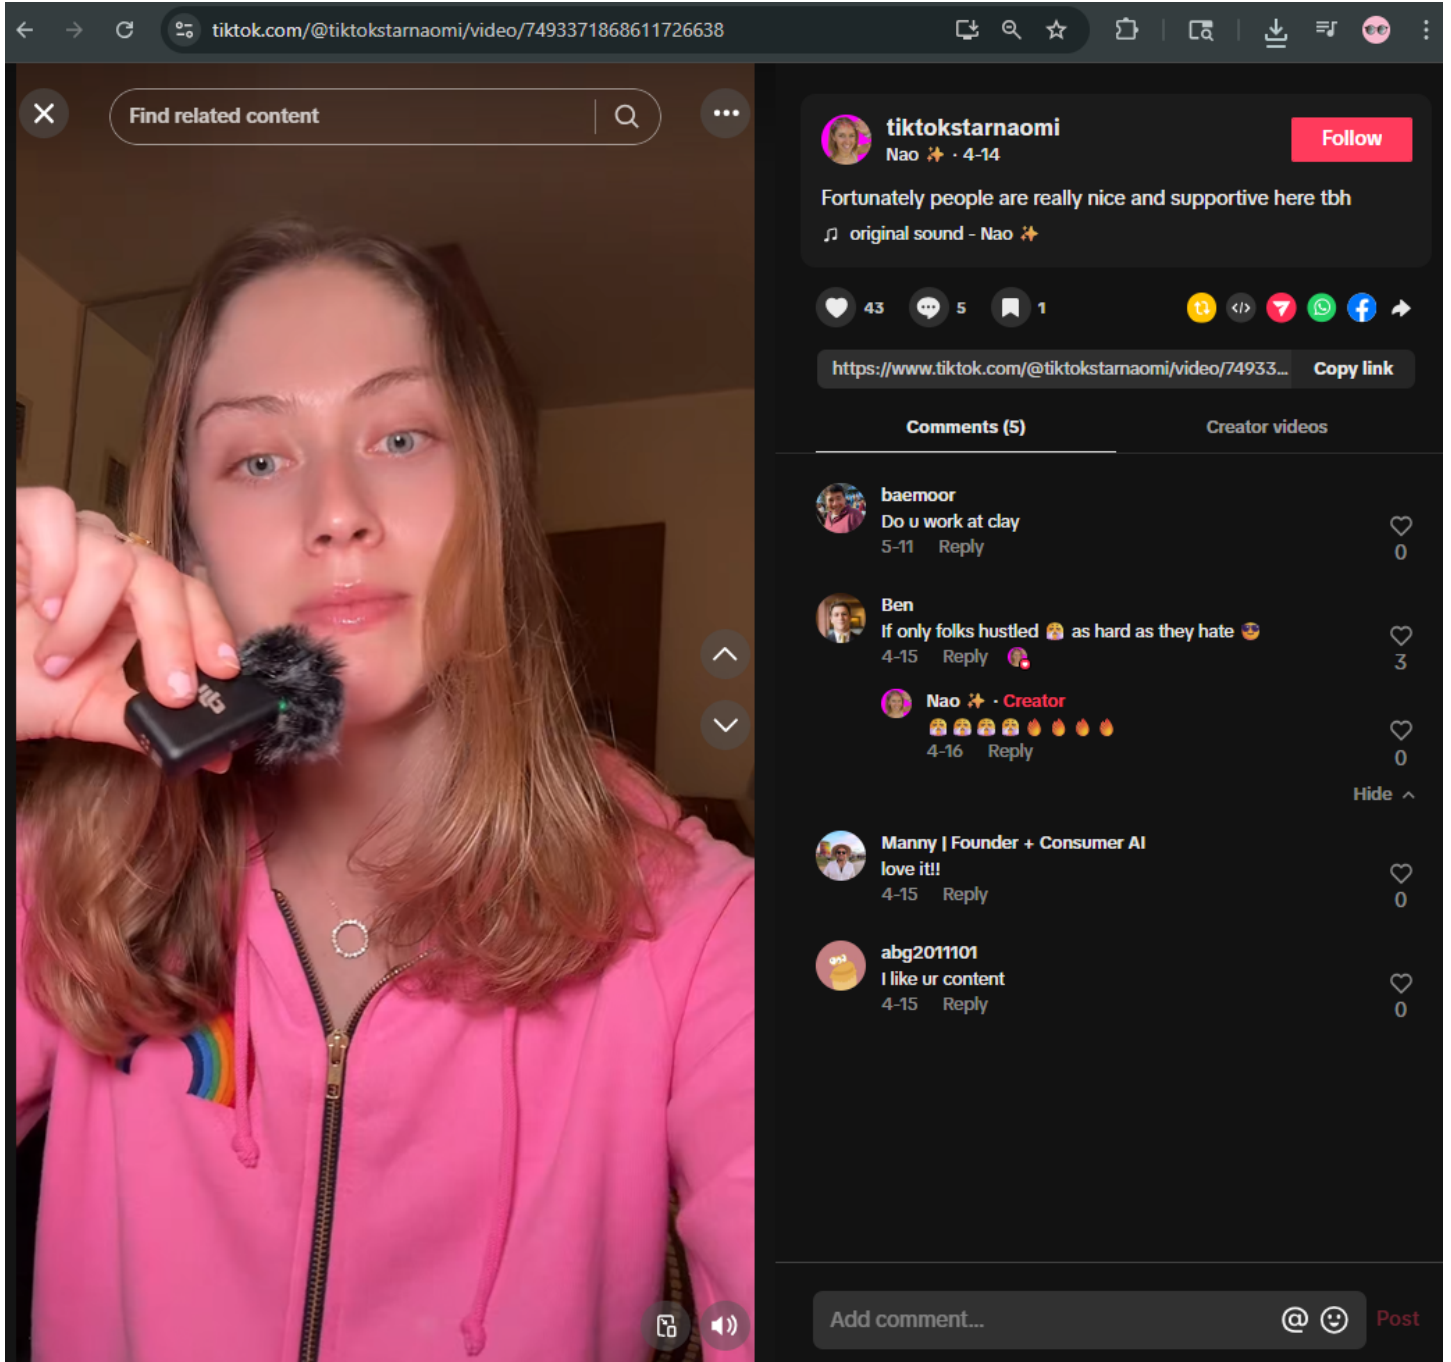 tiktok.com/@tiktokstarnaomi/video/7493371868611726638
Find related content
tiktokstarnaomi
Nao ✨ · 4-14
Follow
Fortunately people are really nice and supportive here tbh
♫ original sound - Nao ✨
43
5
1
https://www.tiktok.com/@tiktokstarnaomi/video/74933...
Copy link
Comments (5)
Creator videos
baemoor
Do u work at clay
5-11 Reply
0
Ben
If only folks hustled 😤 as hard as they hate 😎
4-15 Reply
3
Nao ✨ · Creator
😤😤😤😤🔥🔥🔥🔥
4-16 Reply
0
Hide
Manny | Founder + Consumer AI
love it!!
4-15 Reply
0
abg2011101
I like ur content
4-15 Reply
0
Add comment...
@
Post